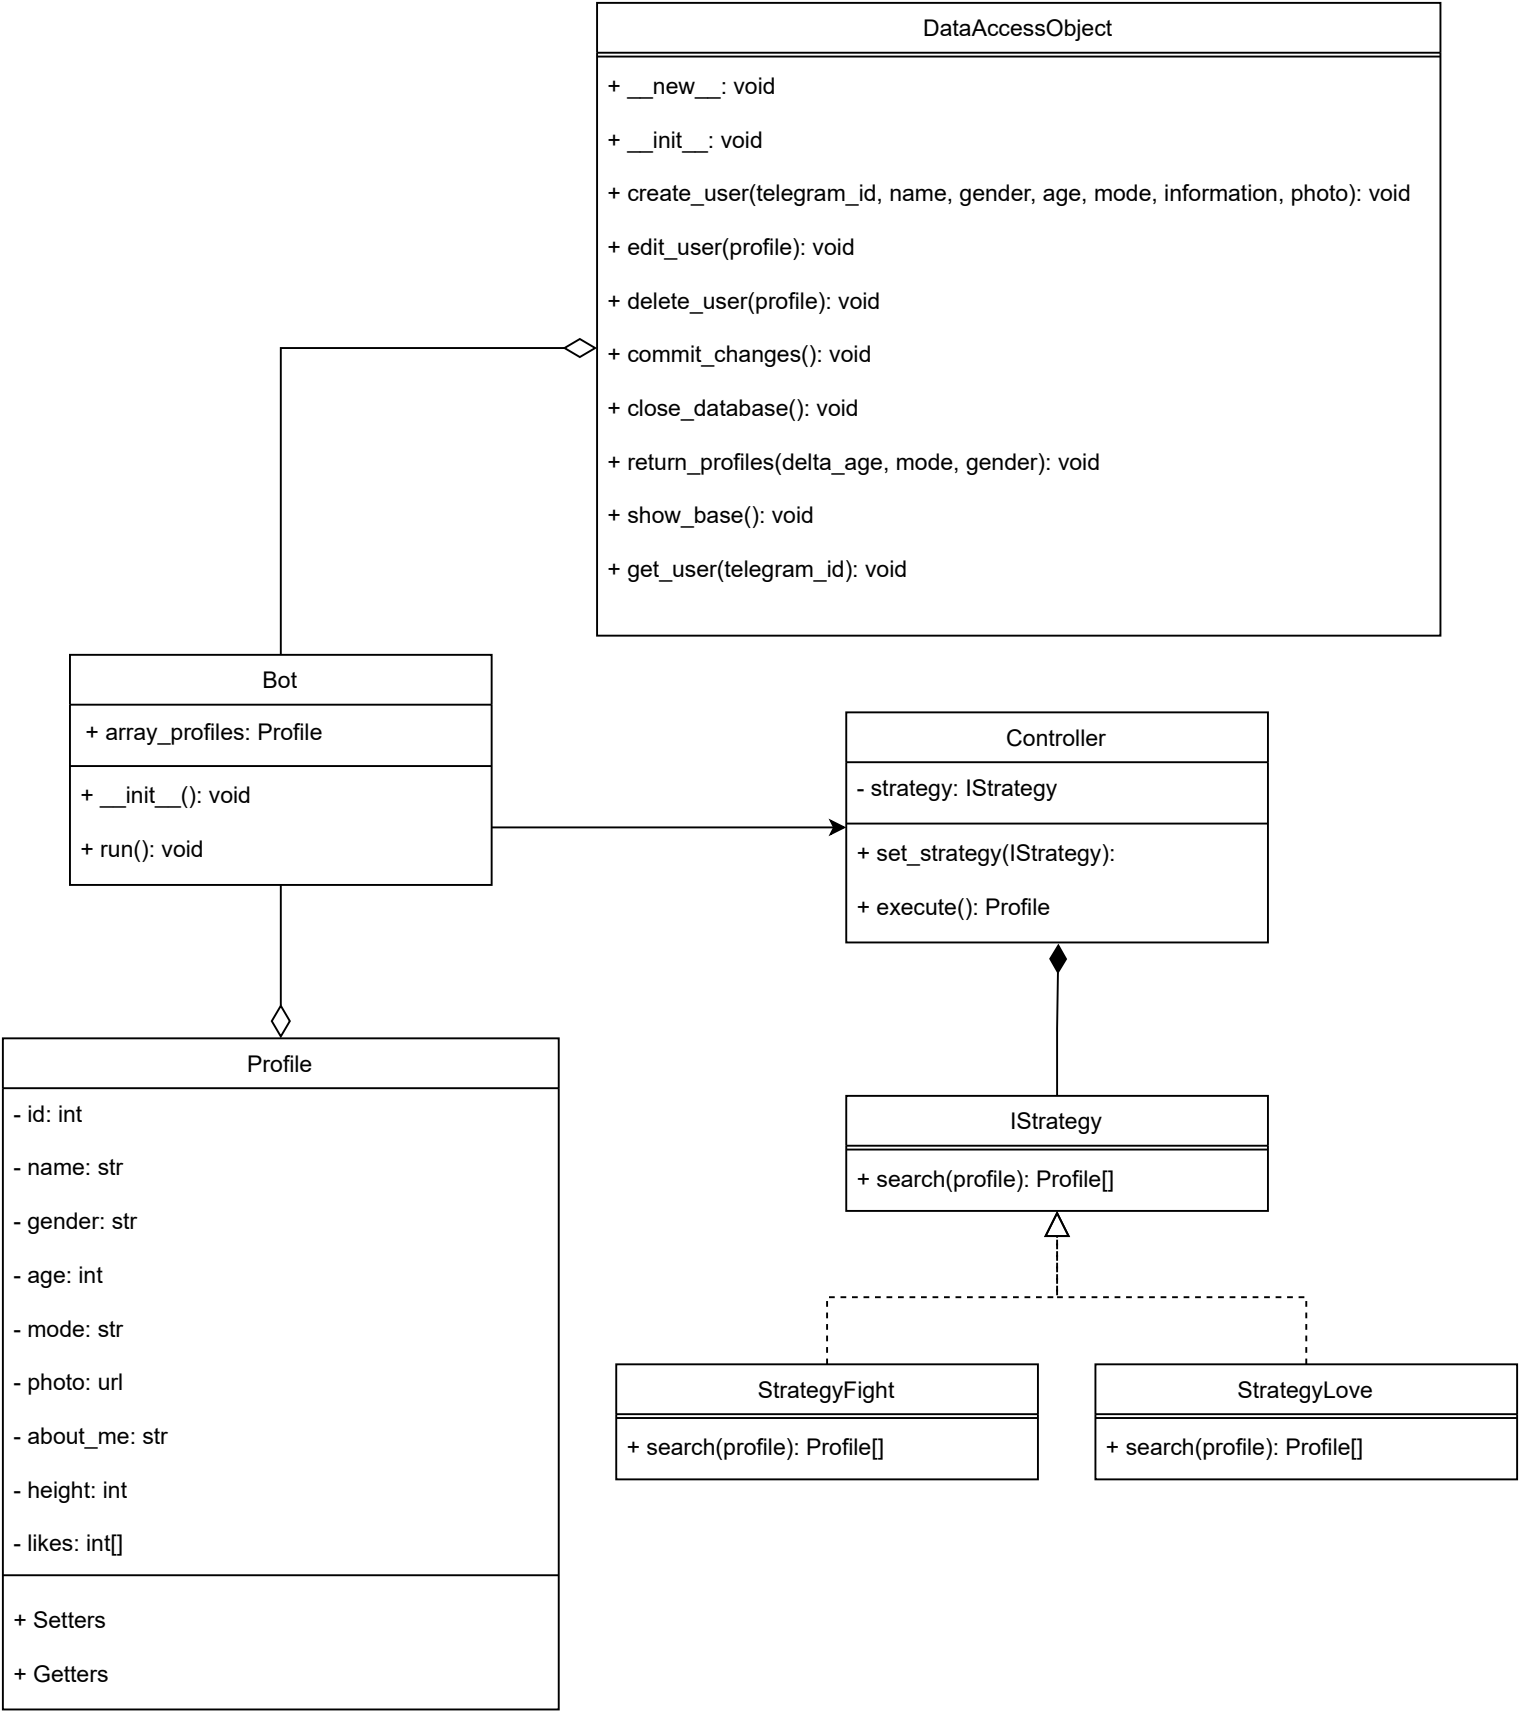 DataAccessObject
+ __new__: void
+ __init__: void
+ create_user(telegram_id, name, gender, age, mode, information, photo): void
+ edit_user(profile): void
+ delete_user(profile): void
+ commit_changes(): void
+ close_database(): void
+ return_profiles(delta_age, mode, gender): void
+ show_base(): void
+ get_user(telegram_id): void
Bot
+ array_profiles: Profile
+ __init__(): void
+ run(): void
Controller
- strategy: IStrategy
+ set_strategy(IStrategy):
+ execute(): Profile
Profile
- id: int
- name: str
- gender: str
- age: int
- mode: str
- photo: url
- about_me: str
- height: int
- likes: int[]
+ Setters
+ Getters
IStrategy
+ search(profile): Profile[]
StrategyFight
+ search(profile): Profile[]
StrategyLove
+ search(profile): Profile[]